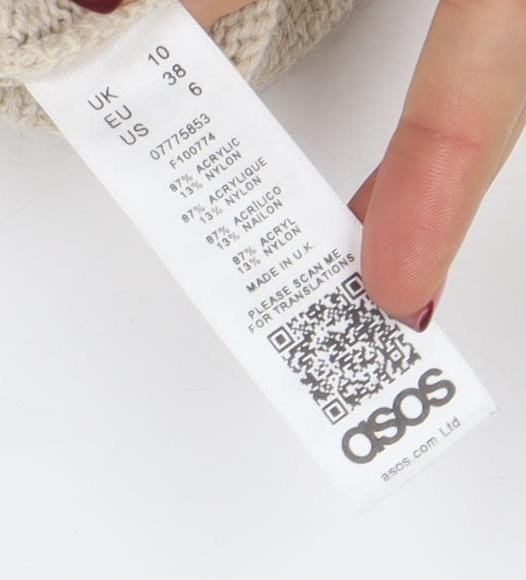 UK 10
EU 38
US 6
07775853
F100774
87% ACRYLIC
13% NYLON
87% ACRYLIQUE
13% NYLON
87% ACRÍLICO
13% NAILON
87% ACRYL
13% NYLON
MADE IN U.K.
PLEASE SCAN ME
FOR TRANSLATIONS
asos
asos.com Ltd